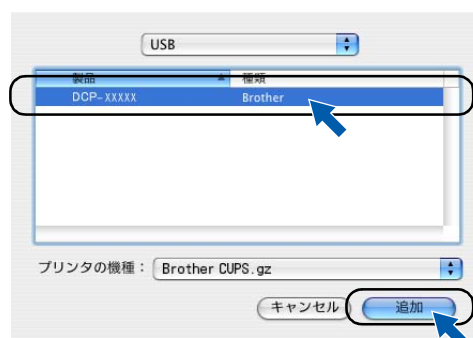 USB
製品 種類
DCP-XXXXX Brother
プリンタの機種： Brother CUPS.gz
キャンセル 追加